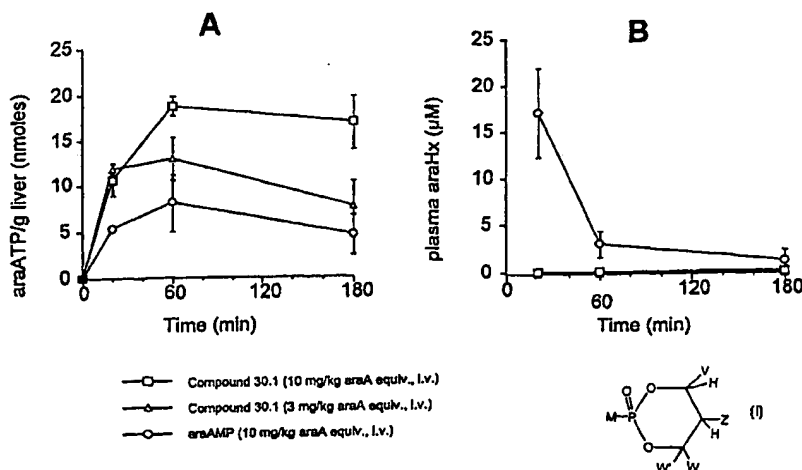 A
B
25
20
15
10
5
0
araATP/g liver (nmoles)
0 60 120 180
Time (min)
25
20
15
10
5
0
plasma araHx (µM)
0 60 120 180
Time (min)
Compound 30.1 (10 mg/kg araA equiv., i.v.)
Compound 30.1 (3 mg/kg araA equiv., i.v.)
araAMP (10 mg/kg araA equiv., i.v.)
V
O O H
M-P Z (I)
O H
W' W